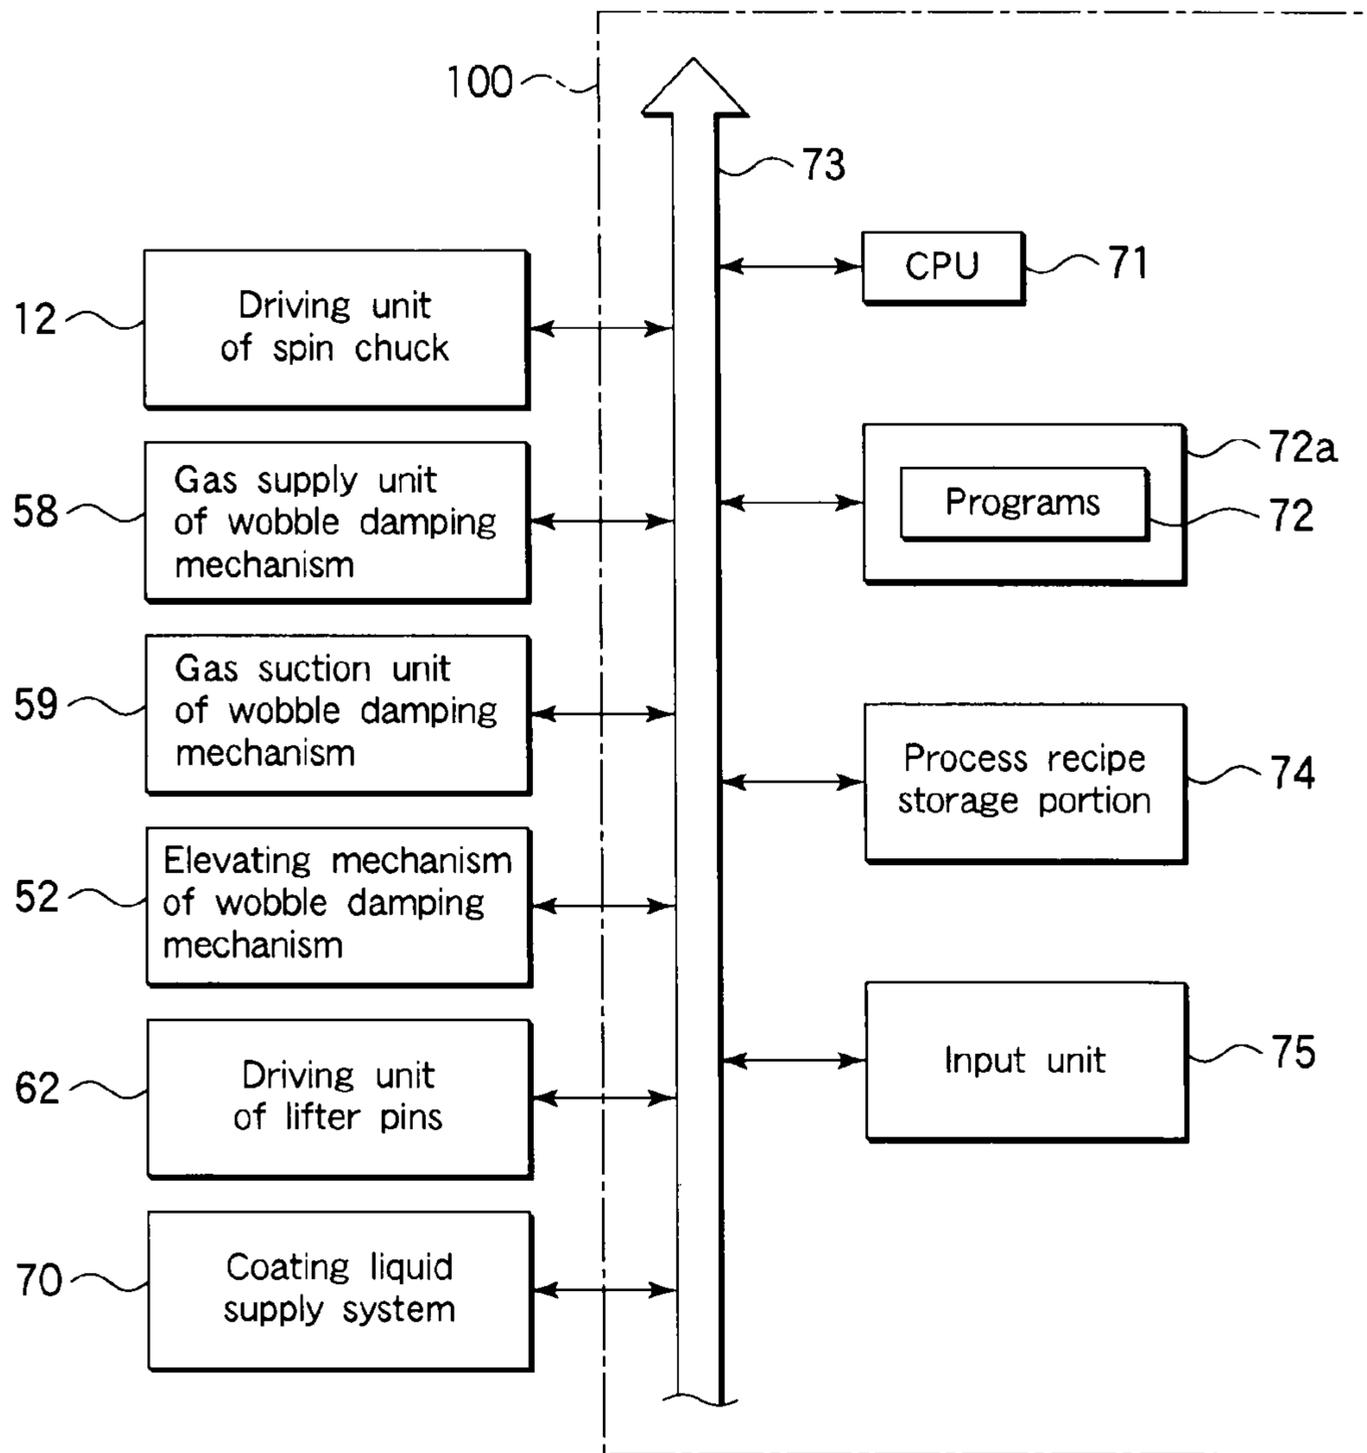 100
73
CPU
71
12
Driving unit
of spin chuck
72a
Programs
72
58
Gas supply unit
of wobble damping
mechanism
59
Gas suction unit
of wobble damping
mechanism
Process recipe
storage portion
74
52
Elevating mechanism
of wobble damping
mechanism
62
Driving unit
of lifter pins
Input unit
75
70
Coating liquid
supply system